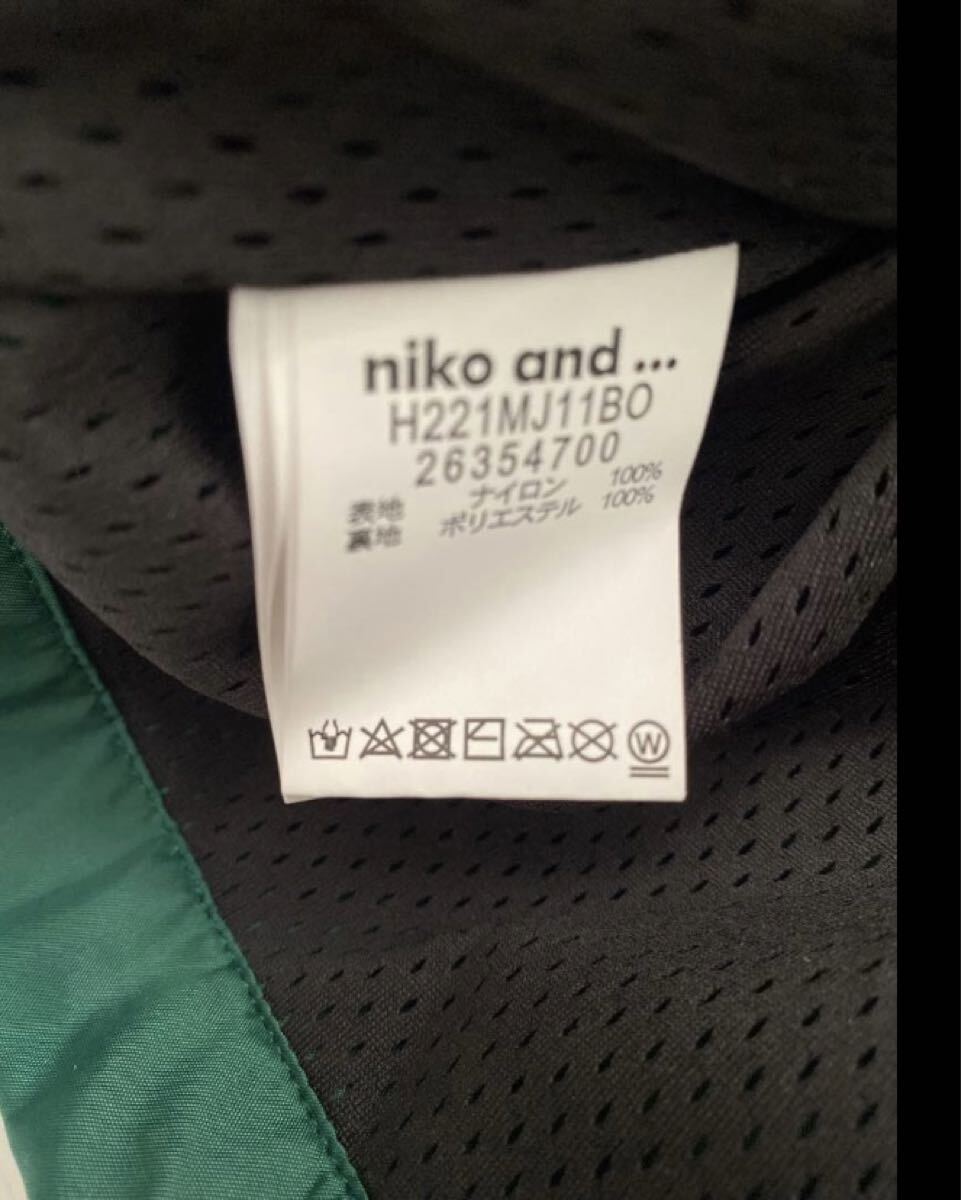 niko and ...
H221MJ11BO
26354700
表地 ナイロン 100%
裏地 ポリエステル 100%
W